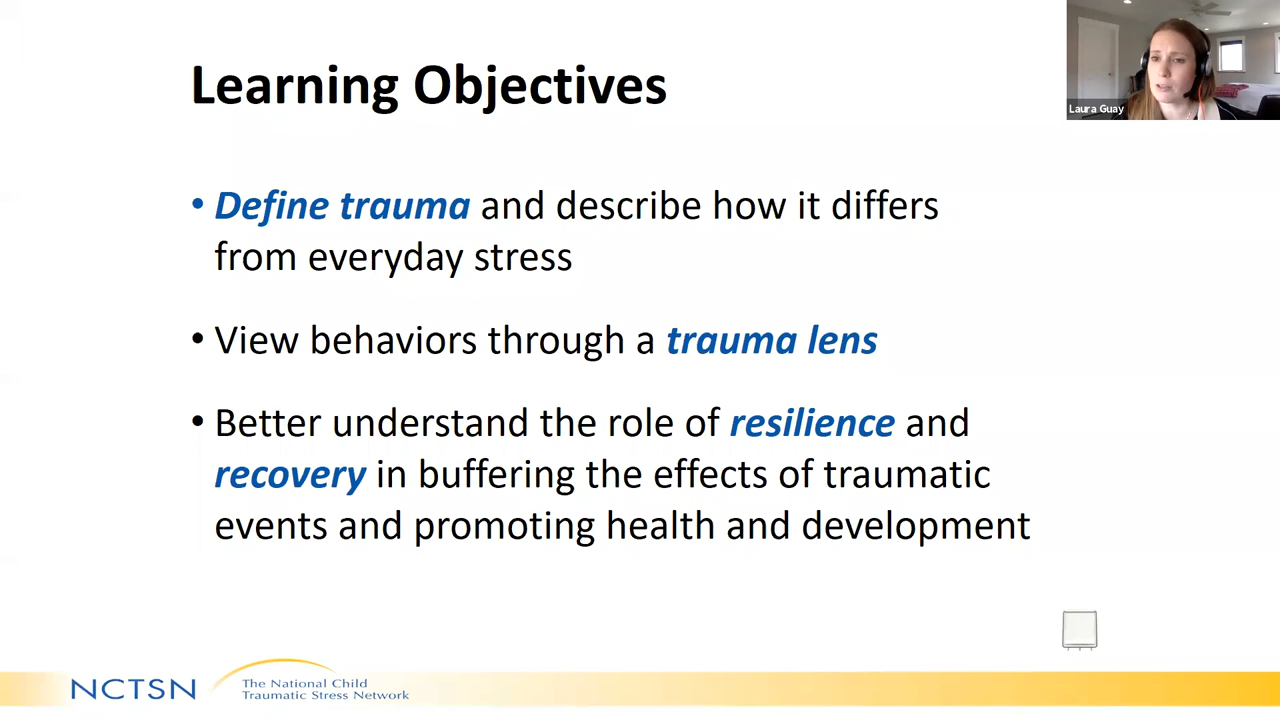 Learning Objectives
Laura Guay
• Define trauma and describe how it differs
from everyday stress
• View behaviors through a trauma lens
• Better understand the role of resilience and
recovery in buffering the effects of traumatic
events and promoting health and development
NCTSN
The National Child
Traumatic Stress Network